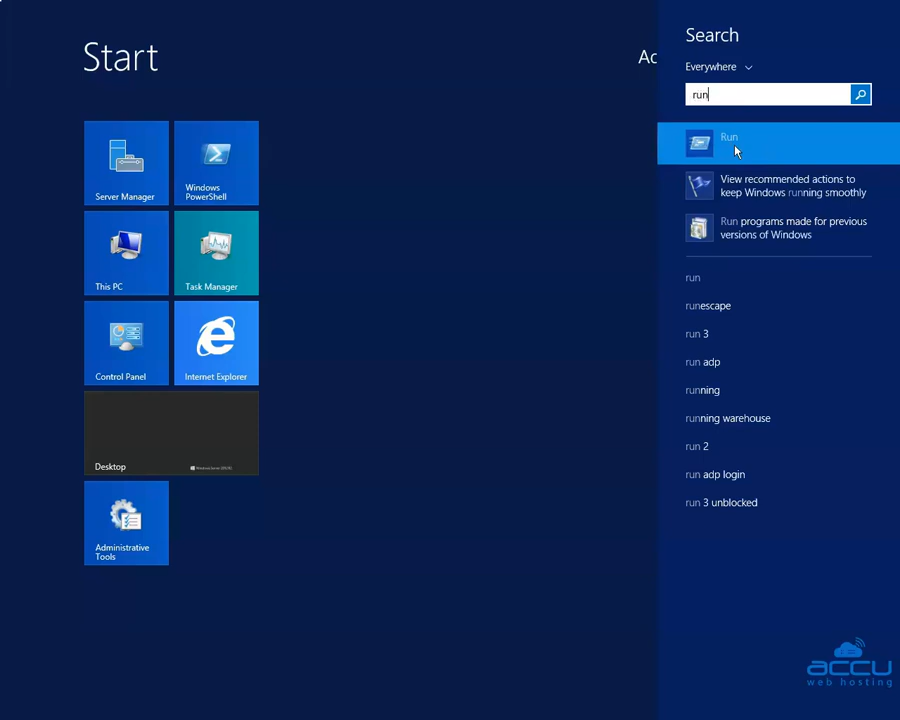 Start
Ac
Server Manager
Windows
PowerShell
This PC
Task Manager
Control Panel
Internet Explorer
Desktop
Administrative
Tools
Search
Everywhere
run
Run
View recommended actions to
keep Windows running smoothly
Run programs made for previous
versions of Windows
run
runescape
run 3
run adp
running
running warehouse
run 2
run adp login
run 3 unblocked
accu
web hosting